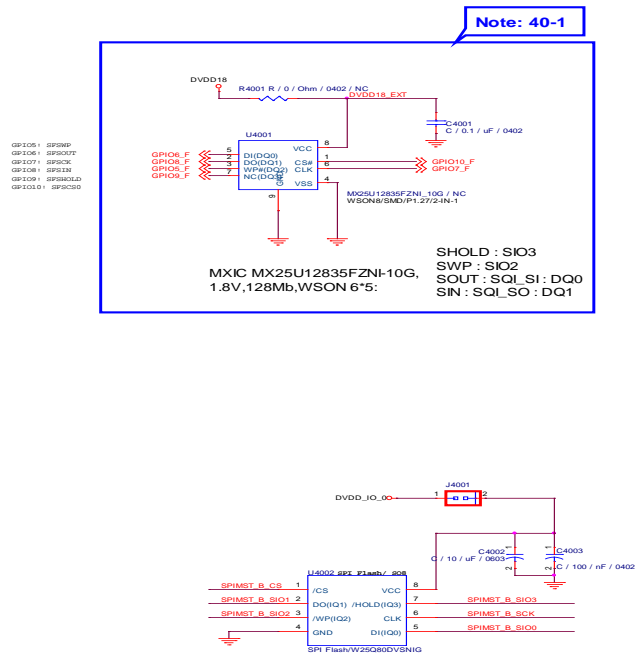 Note: 40-1
DVDD18
R4001 R / 0 / Ohm / 0402 / NC
DVDD18_EXT
C4001
C / 0.1 / uF / 0402
U4001
GPIO5: SFSWP
GPIO6: SFSOUT
GPIO7: SFSCK
GPIO8: SFSIN
GPIO9: SFSHOLD
GPIO10: SFSCS0
GPIO6_F 5 DI(DQ0) VCC 8
GPIO8_F 2 DO(DQ1) CS# 1 GPIO10_F
GPIO5_F 3 WP#(DQ2) CLK 6 GPIO7_F
GPIO9_F 7 NC(DQ3) VSS 4
GND 9
MX25U12835FZNI_10G / NC
WSON8/SMD/P1.27/2-IN-1
MXIC MX25U12835FZNI-10G,
1.8V,128Mb,WSON 6*5:
SHOLD : SIO3
SWP : SIO2
SOUT : SQI_SI : DQ0
SIN : SQI_SO : DQ1
J4001
DVDD_IO_0 1 2
C4002
C / 10 / uF / 0603
1
2
C4003
C / 100 / nF / 0402
1
2
U4002 SPI Flash/ SO8
SPIMST_B_CS 1 /CS VCC 8
SPIMST_B_SIO1 2 DO(IQ1) /HOLD(IQ3) 7 SPIMST_B_SIO3
SPIMST_B_SIO2 3 /WP(IQ2) CLK 6 SPIMST_B_SCK
4 GND DI(IQ0) 5 SPIMST_B_SIO0
SPI Flash/W25Q80DVSNIG